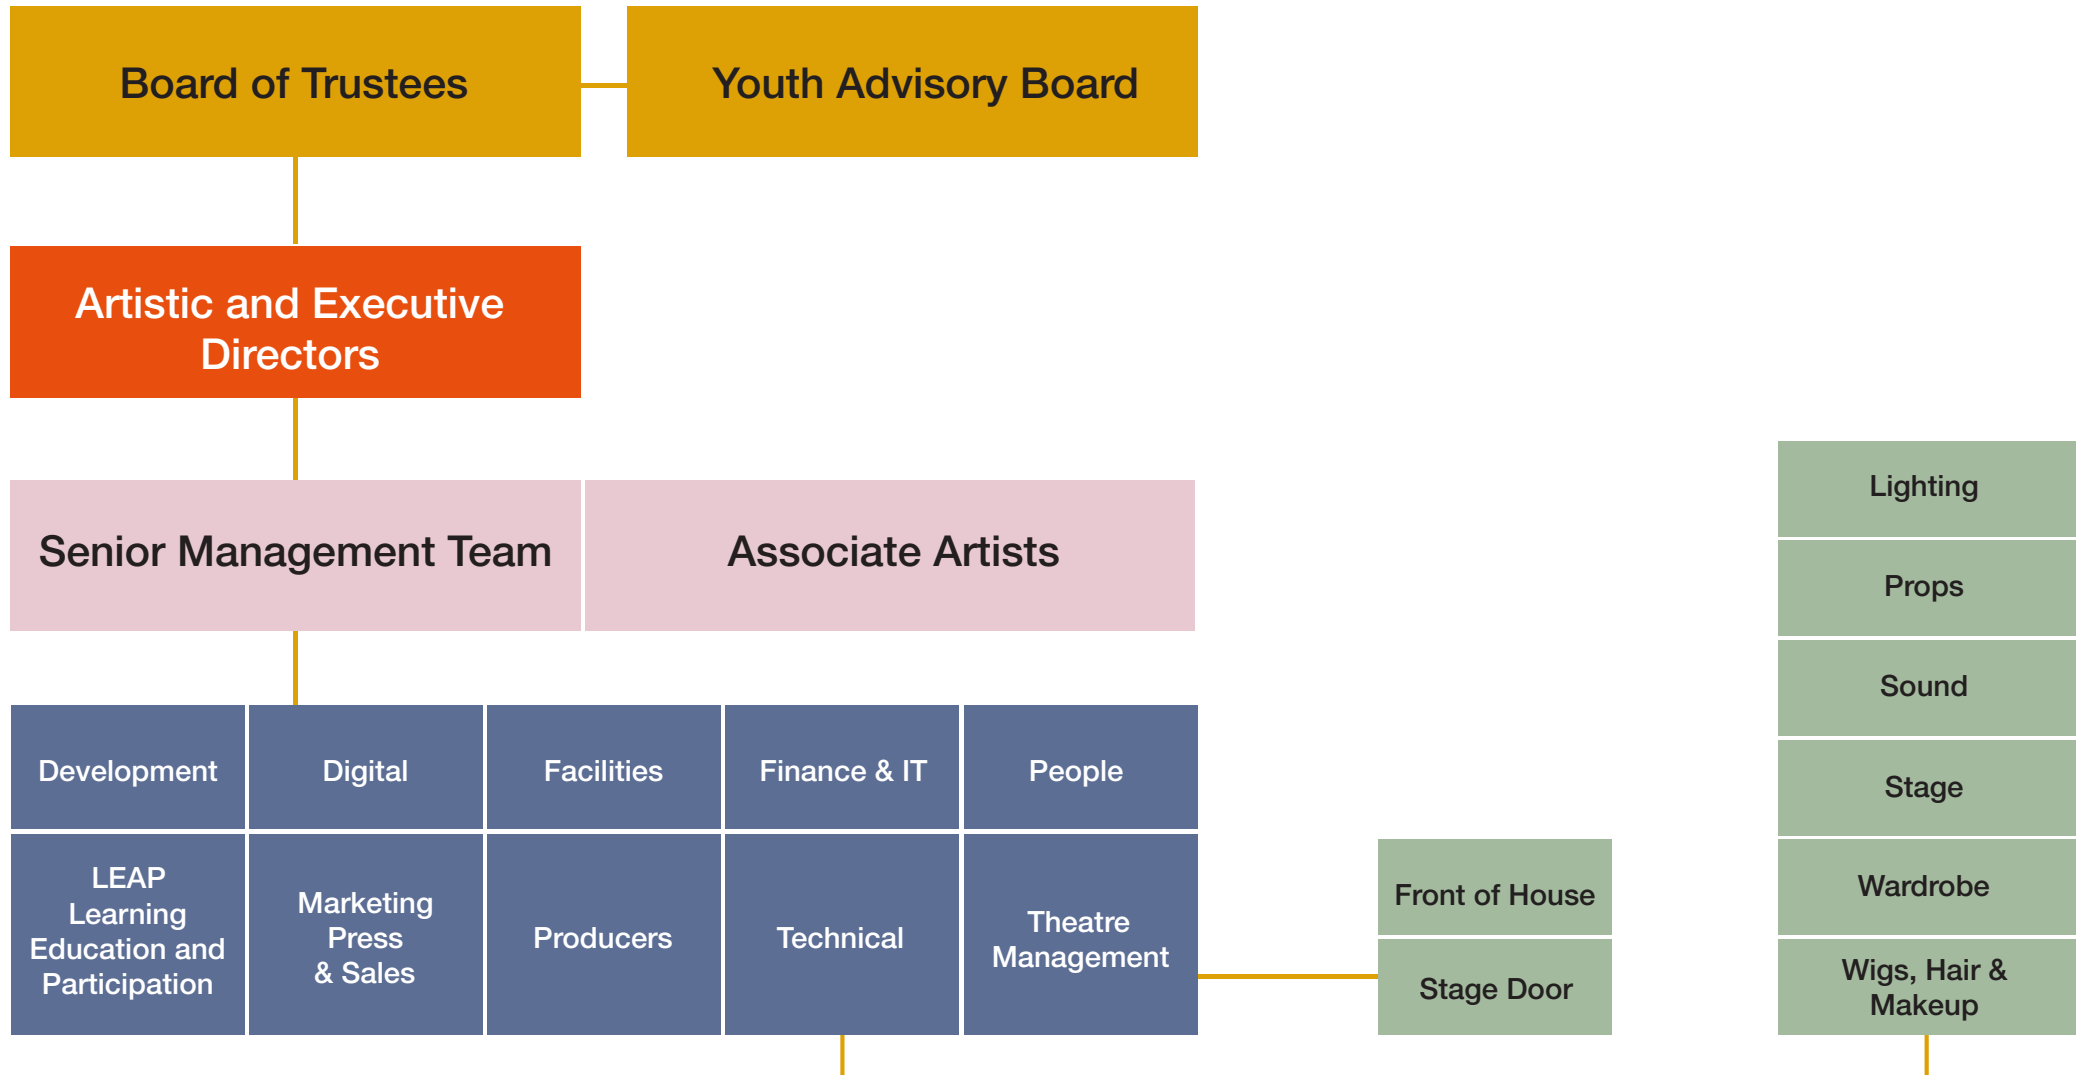 Board of Trustees
Youth Advisory Board
Artistic and Executive
Directors
Senior Management Team
Associate Artists
Development
Digital
Facilities
Finance & IT
People
LEAP
Learning
Education and
Participation
Marketing
Press
& Sales
Producers
Technical
Theatre
Management
Front of House
Stage Door
Lighting
Props
Sound
Stage
Wardrobe
Wigs, Hair &
Makeup